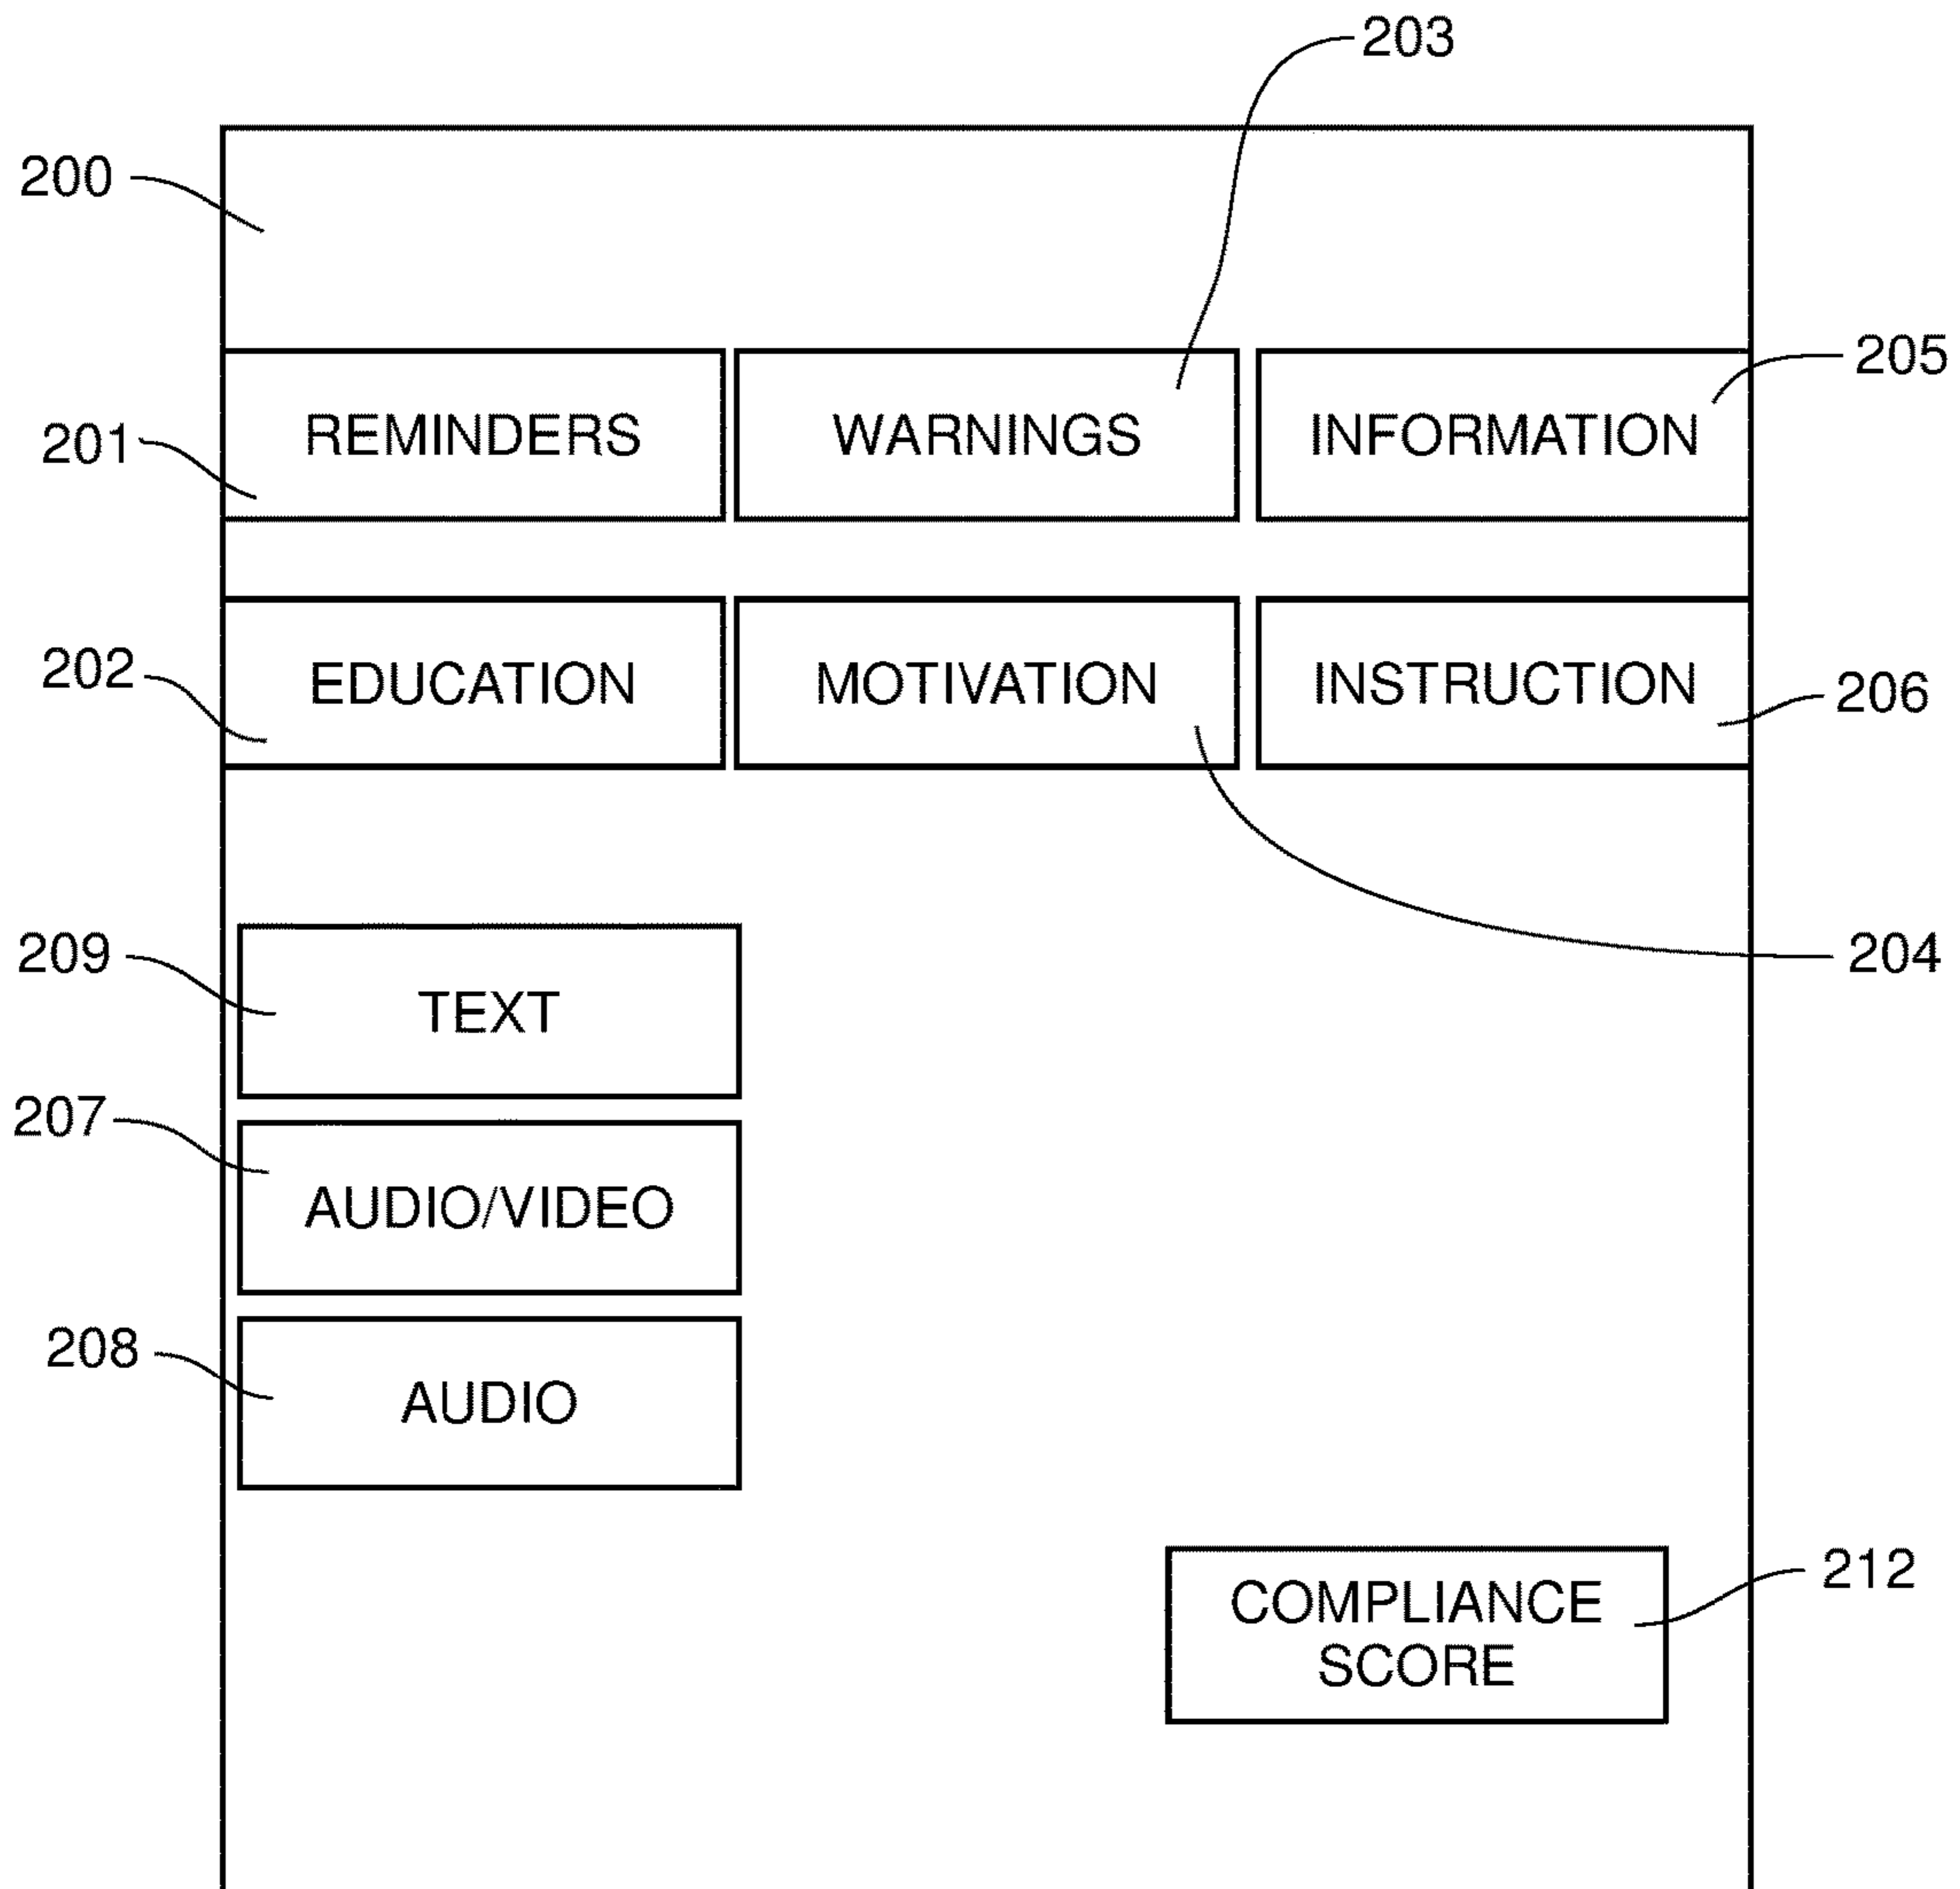 203
200
205
201
REMINDERS
WARNINGS
INFORMATION
202
EDUCATION
MOTIVATION
INSTRUCTION
206
209
TEXT
204
207
AUDIO/VIDEO
208
AUDIO
212
COMPLIANCE
SCORE